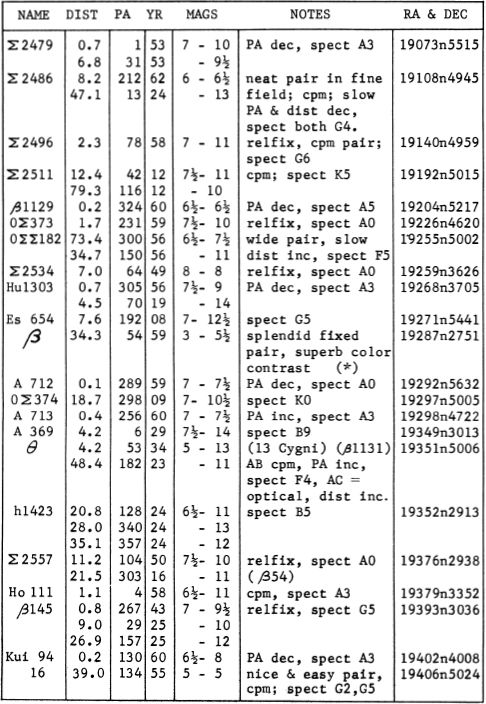 NAME DIST PA YR MAGS NOTES RA & DEC
Σ2479 0.7 1 53 7 - 10 PA dec, spect A3 19073n5515
6.8 31 53 - 9½
Σ2486 8.2 212 62 6 - 6½ neat pair in fine 19108n4945
47.1 13 24 - 13 field; cpm; slow
PA & dist dec,
spect both G4.
Σ2496 2.3 78 58 7 - 11 relfix, cpm pair; 19140n4959
spect G6
Σ2511 12.4 42 12 7½- 11 cpm; spect K5 19192n5015
79.3 116 12 - 10
β1129 0.2 324 60 6½- 6½ PA dec, spect A5 19204n5217
OΣ373 1.7 231 59 7½- 10 relfix, spect A0 19226n4620
OΣΣ182 73.4 300 56 6½- 7½ wide pair, slow 19255n5002
34.7 150 56 - 11 dist inc, spect F5
Σ2534 7.0 64 49 8 - 8 relfix, spect A0 19259n3626
Hu1303 0.7 305 56 7½- 9 PA dec, spect A3 19268n3705
4.5 70 19 - 14
Es 654 7.6 192 08 7- 12½ spect G5 19271n5441
β 34.3 54 59 3 - 5½ splendid fixed 19287n2751
pair, superb color
contrast (*)
A 712 0.1 289 59 7 - 7½ PA dec, spect A0 19292n5632
OΣ374 18.7 298 09 7- 10½ spect K0 19297n5005
A 713 0.4 256 60 7 - 7½ PA inc, spect A3 19298n4722
A 369 4.2 6 29 7½- 14 spect B9 19349n3013
θ 4.2 53 34 5 - 13 (13 Cygni) (β1131) 19351n5006
48.4 182 23 - 11 AB cpm, PA inc,
spect F4, AC =
optical, dist inc.
h1423 20.8 128 24 6½- 11 spect B5 19352n2913
28.0 340 24 - 13
35.1 357 24 - 12
Σ2557 11.2 104 50 7½- 10 relfix, spect A0 19376n2938
21.5 303 16 - 11 (β54)
Ho 111 1.1 4 58 6½- 11 cpm, spect A3 19379n3352
β145 0.8 267 43 7 - 9½ relfix, spect G5 19393n3036
9.0 29 25 - 10
26.9 157 25 - 12
Kui 94 0.2 130 60 6½- 8 PA dec, spect A3 19402n4008
16 39.0 134 55 5 - 5 nice & easy pair, 19406n5024
cpm; spect G2,G5